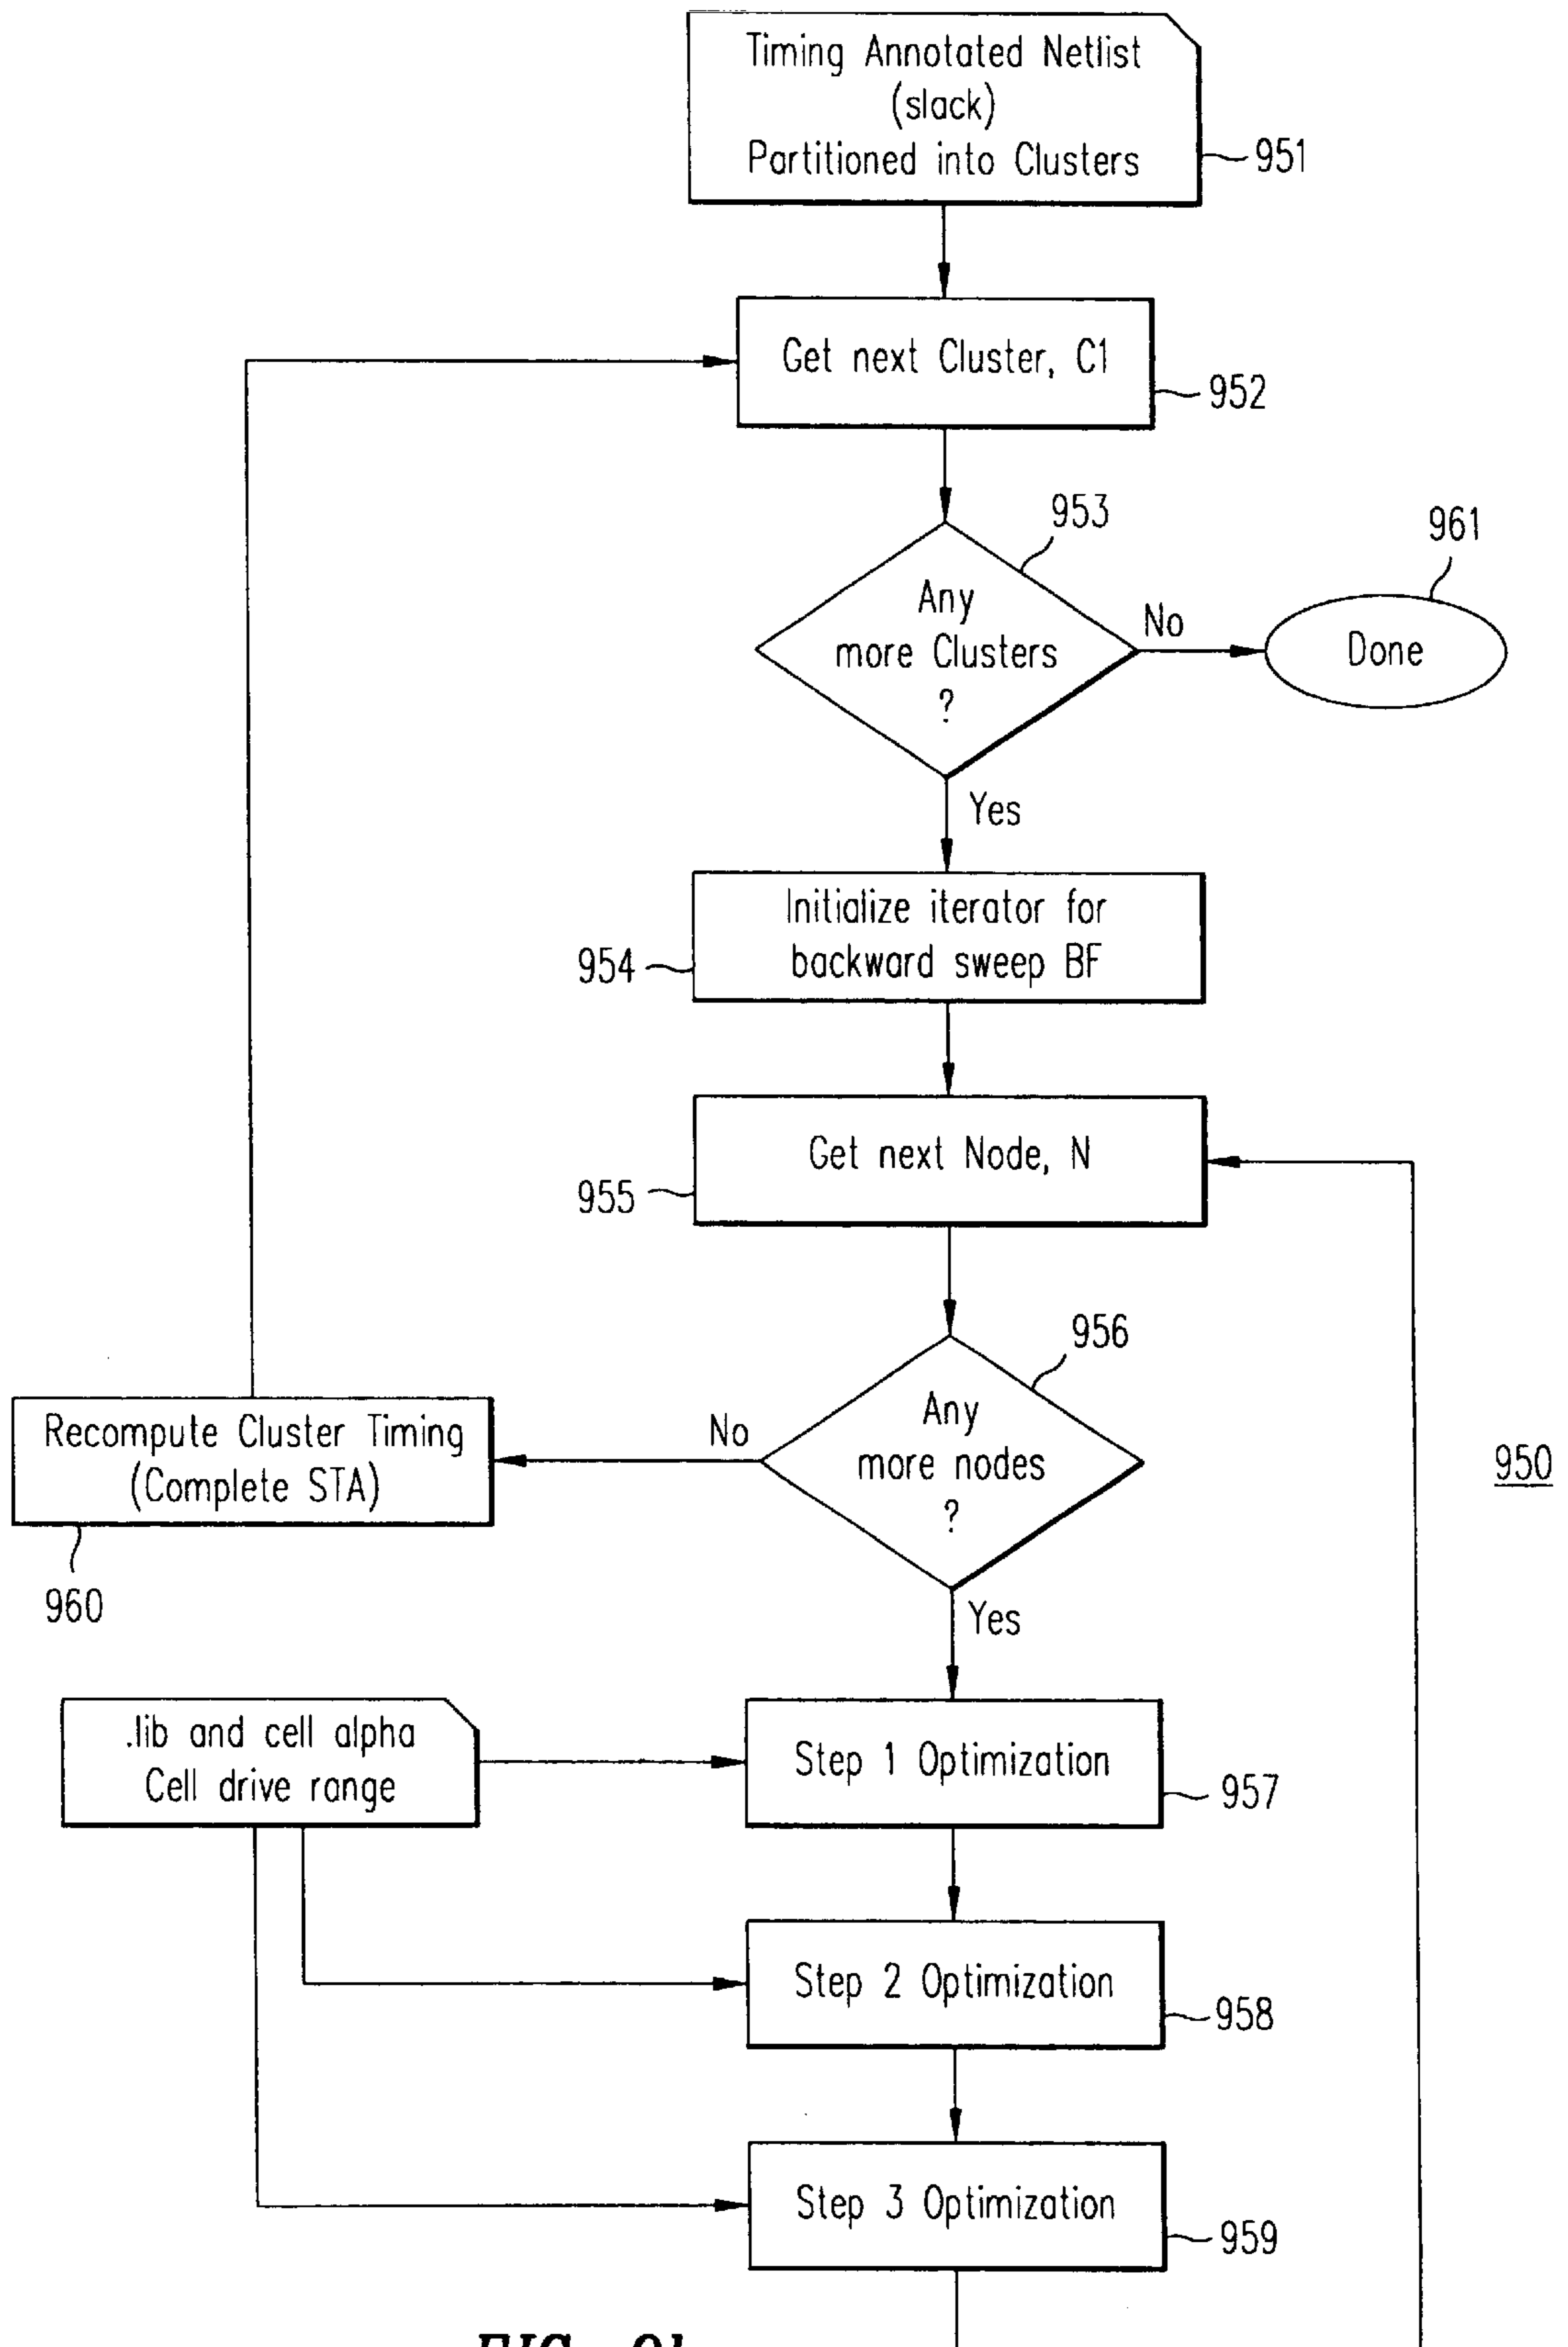 Timing Annotated Netlist
(slack)
Partitioned into Clusters
951
Get next Cluster, C1
952
953
Any
more Clusters
?
No
961
Done
Yes
Initialize iterator for
backward sweep BF
954
Get next Node, N
955
956
Any
more nodes
?
No
Recompute Cluster Timing
(Complete STA)
960
950
Yes
.lib and cell alpha
Cell drive range
Step 1 Optimization
957
Step 2 Optimization
958
Step 3 Optimization
959